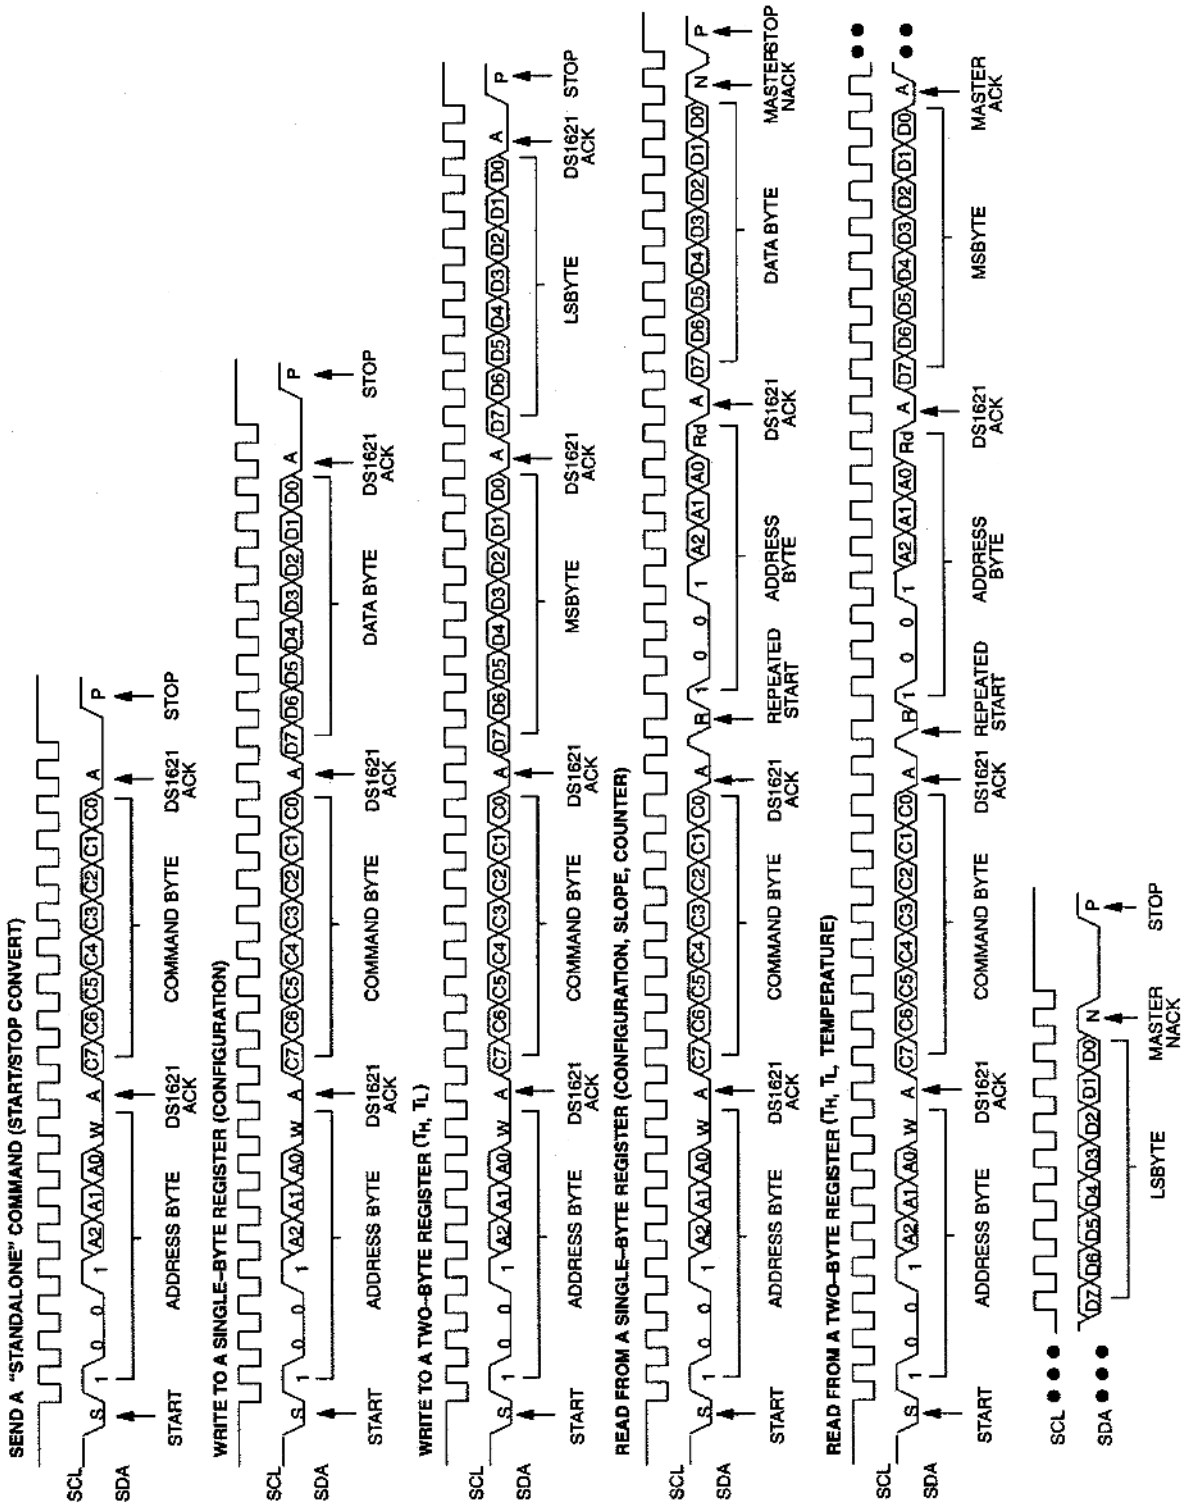 SEND A "STANDALONE" COMMAND (START/STOP CONVERT)
SCL
SDA
S 1 0 0 1 A2 A1 A0 W A C7 C6 C5 C4 C3 C2 C1 C0 A P
START ADDRESS BYTE DS1621 ACK COMMAND BYTE DS1621 ACK STOP
WRITE TO A SINGLE-BYTE REGISTER (CONFIGURATION)
SCL
SDA
S 1 0 0 1 A2 A1 A0 W A C7 C6 C5 C4 C3 C2 C1 C0 A D7 D6 D5 D4 D3 D2 D1 D0 A P
START ADDRESS BYTE DS1621 ACK COMMAND BYTE DS1621 ACK DATA BYTE DS1621 ACK STOP
WRITE TO A TWO-BYTE REGISTER (TH, TL)
SCL
SDA
S 1 0 0 1 A2 A1 A0 W A C7 C6 C5 C4 C3 C2 C1 C0 A D7 D6 D5 D4 D3 D2 D1 D0 A D7 D6 D5 D4 D3 D2 D1 D0 A P
START ADDRESS BYTE DS1621 ACK COMMAND BYTE DS1621 ACK MSBYTE DS1621 ACK LSBYTE DS1621 ACK STOP
READ FROM A SINGLE-BYTE REGISTER (CONFIGURATION, SLOPE, COUNTER)
SCL
SDA
S 1 0 0 1 A2 A1 A0 W A C7 C6 C5 C4 C3 C2 C1 C0 A R 1 0 0 1 A2 A1 A0 Rd A D7 D6 D5 D4 D3 D2 D1 D0 N P
START ADDRESS BYTE DS1621 ACK COMMAND BYTE DS1621 ACK REPEATED START ADDRESS BYTE DS1621 ACK DATA BYTE MASTER NACK STOP
READ FROM A TWO-BYTE REGISTER (TH, TL, TEMPERATURE)
SCL
SDA
S 1 0 0 1 A2 A1 A0 W A C7 C6 C5 C4 C3 C2 C1 C0 A R 1 0 0 1 A2 A1 A0 Rd A D7 D6 D5 D4 D3 D2 D1 D0 A
START ADDRESS BYTE DS1621 ACK COMMAND BYTE DS1621 ACK REPEATED START ADDRESS BYTE DS1621 ACK MSBYTE MASTER ACK
SCL
SDA
D7 D6 D5 D4 D3 D2 D1 D0 N P
LSBYTE MASTER NACK STOP